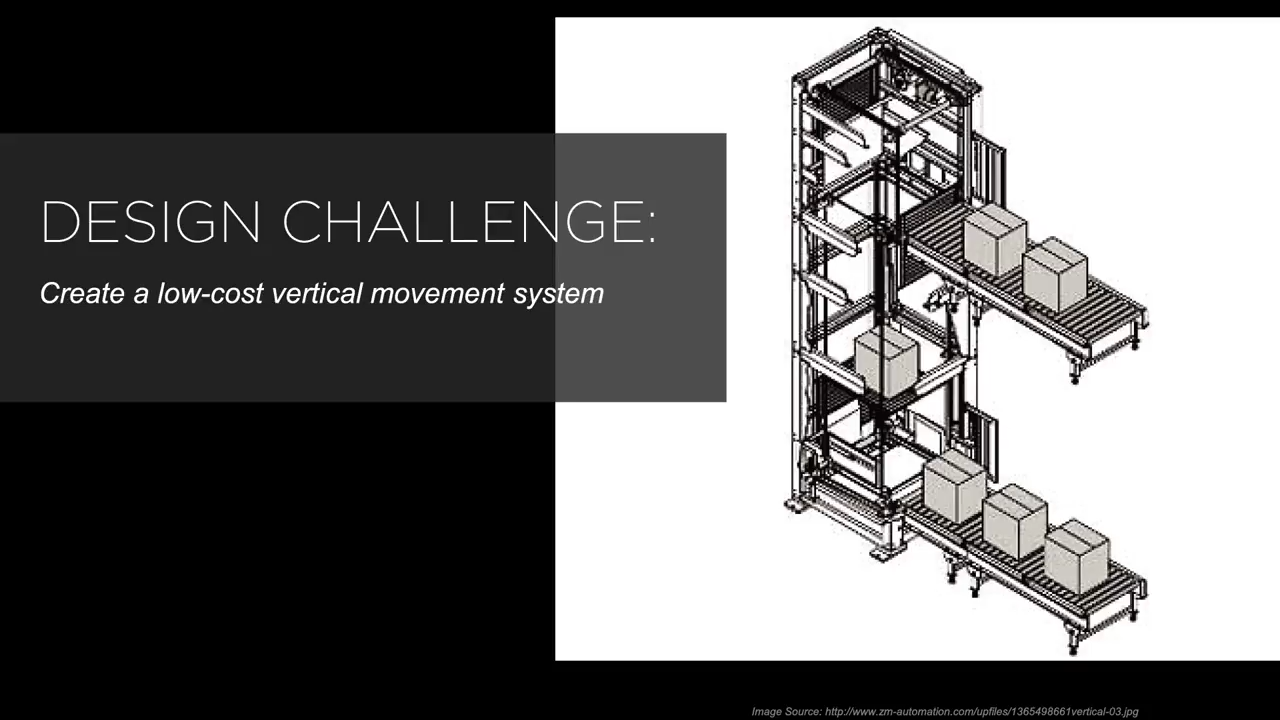 DESIGN CHALLENGE:
Create a low-cost vertical movement system
Image Source: http://www.zm-automation.com/upfiles/1365498661vertical-03.jpg